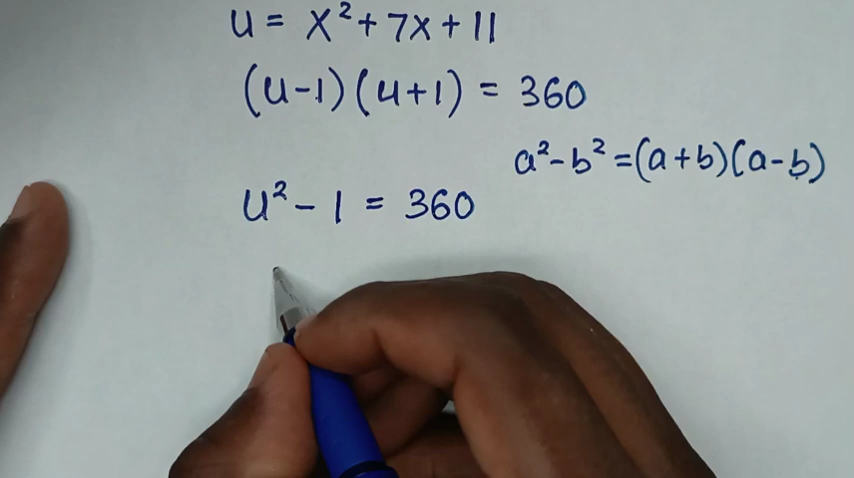 u = x² + 7x + 11
(u-1)(u+1) = 360
a² - b² = (a+b)(a-b)
u² - 1 = 360